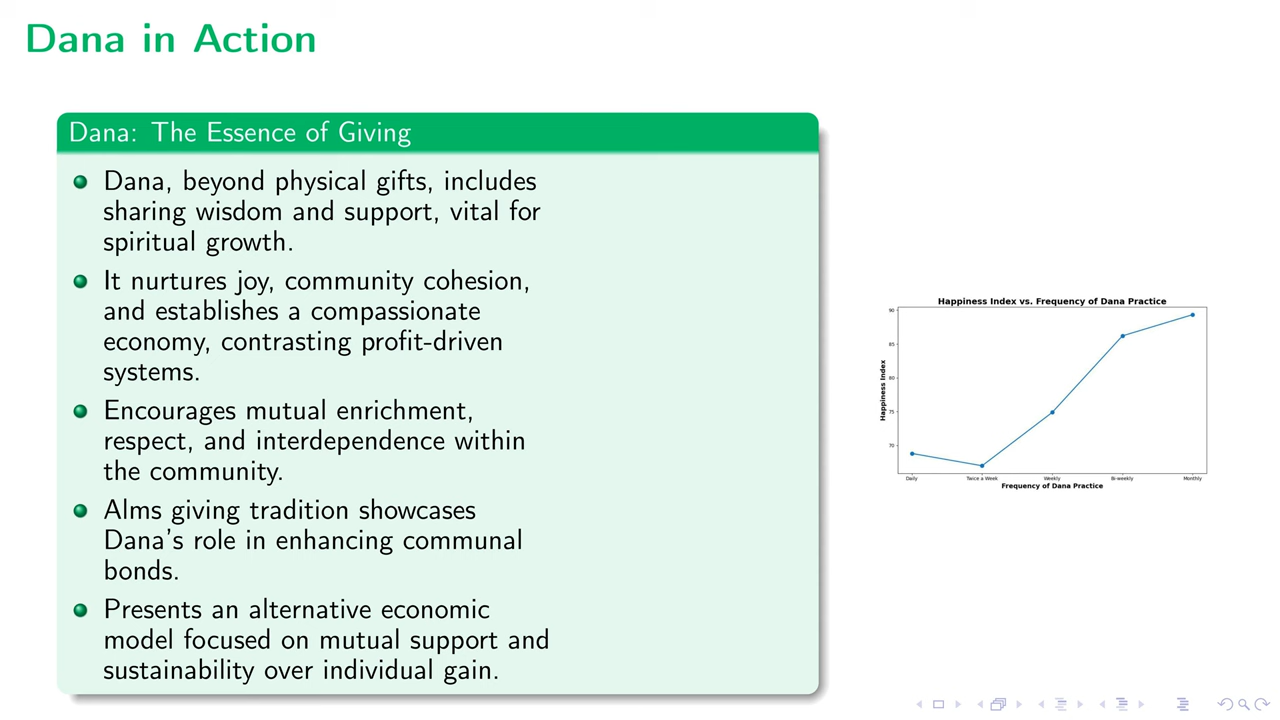 Dana in Action
Dana: The Essence of Giving
Dana, beyond physical gifts, includes
sharing wisdom and support, vital for
spiritual growth.
It nurtures joy, community cohesion,
and establishes a compassionate
economy, contrasting profit-driven
systems.
Encourages mutual enrichment,
respect, and interdependence within
the community.
Alms giving tradition showcases
Dana's role in enhancing communal
bonds.
Presents an alternative economic
model focused on mutual support and
sustainability over individual gain.
Happiness Index vs. Frequency of Dana Practice
Happiness Index
90
85
80
75
70
Daily Twice a Week Weekly Bi-weekly Monthly
Frequency of Dana Practice